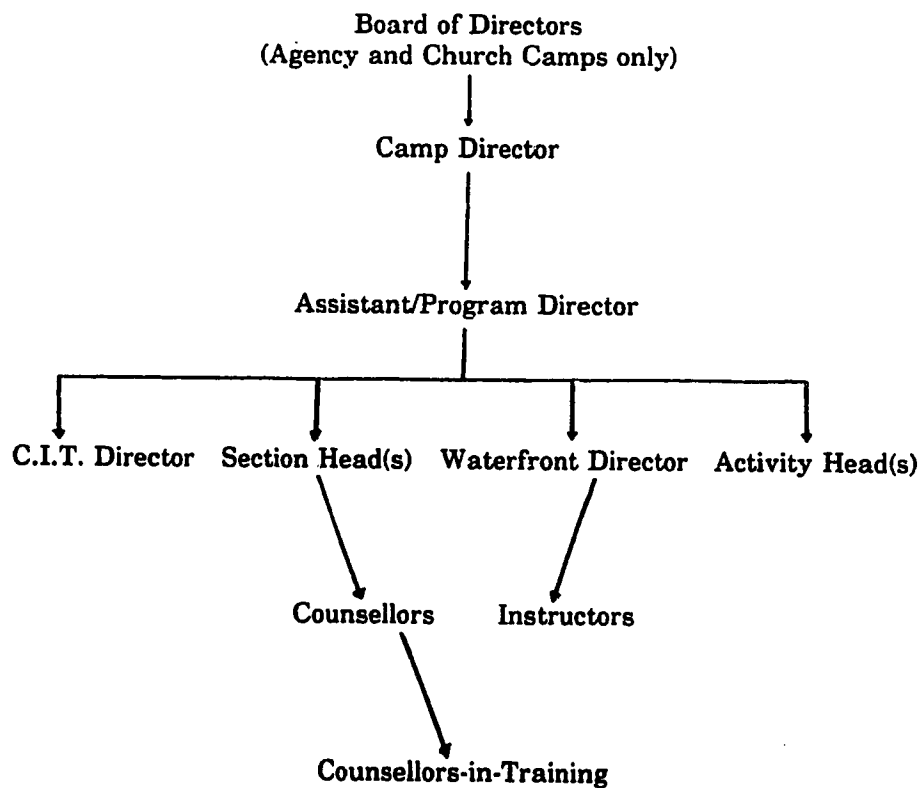 Board of Directors
(Agency and Church Camps only)
Camp Director
Assistant/Program Director
C.I.T. Director Section Head(s) Waterfront Director Activity Head(s)
Counsellors Instructors
Counsellors-in-Training